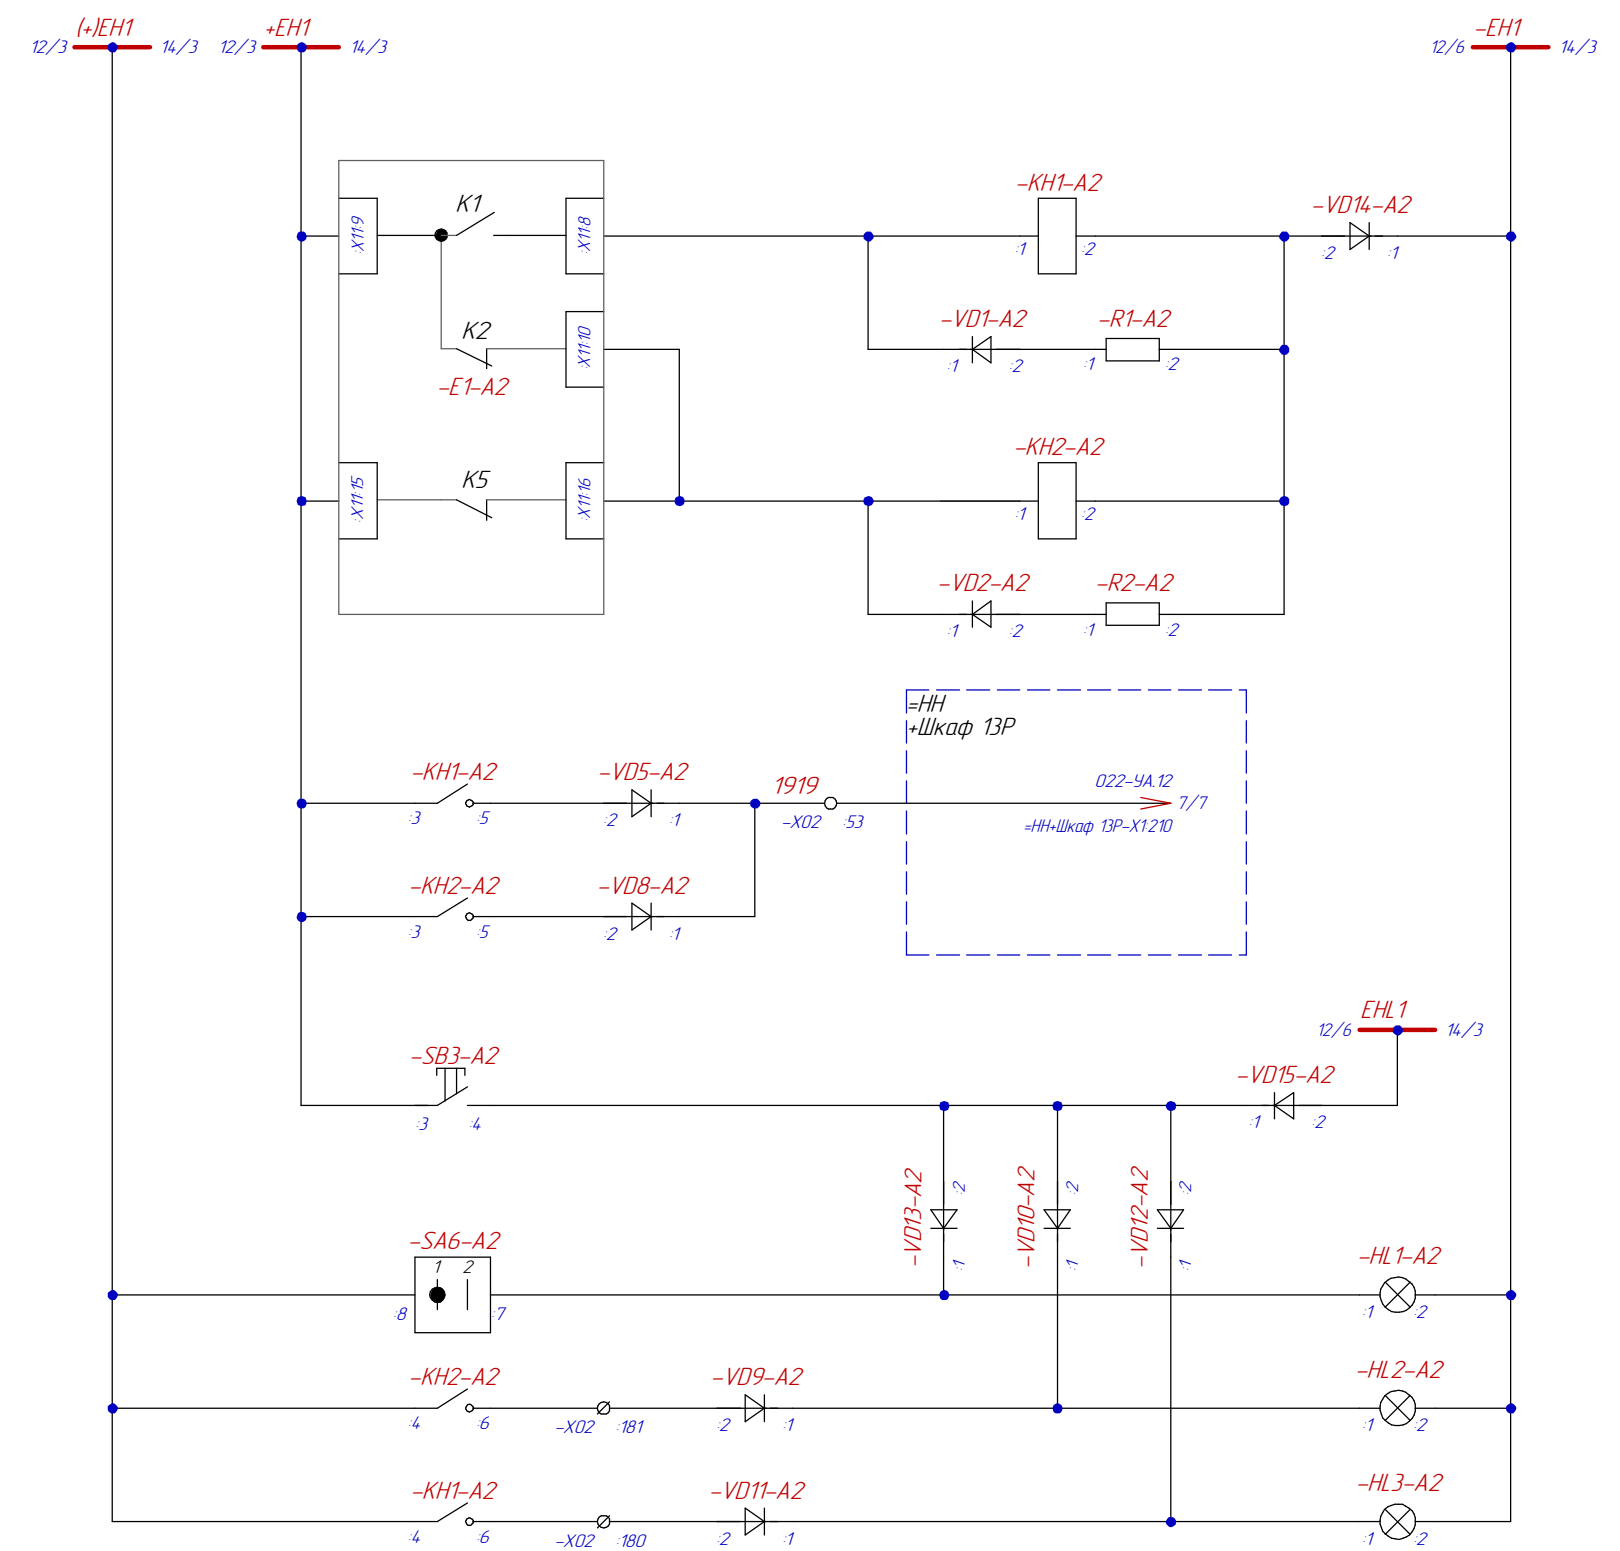 (+)EH1
+EH1
-EH1
12/3 14/3 12/3 14/3 12/6 14/3
-KH1-A2
-VD14-A2
K1
:X11:9
:X11:8
:1 :2 :2 :1
-VD1-A2 -R1-A2
K2
:X11:10
-E1-A2
:1 :2 :1 :2
-KH2-A2
K5
:X11:15
:X11:16
:1 :2
-VD2-A2 -R2-A2
:1 :2 :1 :2
=НН
+Шкаф 13Р
-KH1-A2 -VD5-A2 1919
022-УА.12
7/7
:3 :5 :2 :1 -X02 :53
=НН+Шкаф 13Р-X1:210
-KH2-A2 -VD8-A2
:3 :5 :2 :1
EHL1
12/6 14/3
-SB3-A2
-VD15-A2
:3 :4 :1 :2
-VD13-A2 :2 :1
-VD10-A2 :2 :1
-VD12-A2 :2 :1
-SA6-A2
1 2
:8 :7
-HL1-A2
:1 :2
-KH2-A2 -VD9-A2 -HL2-A2
:4 :6 -X02 :181 :2 :1 :1 :2
-KH1-A2 -VD11-A2 -HL3-A2
:4 :6 -X02 :180 :2 :1 :1 :2